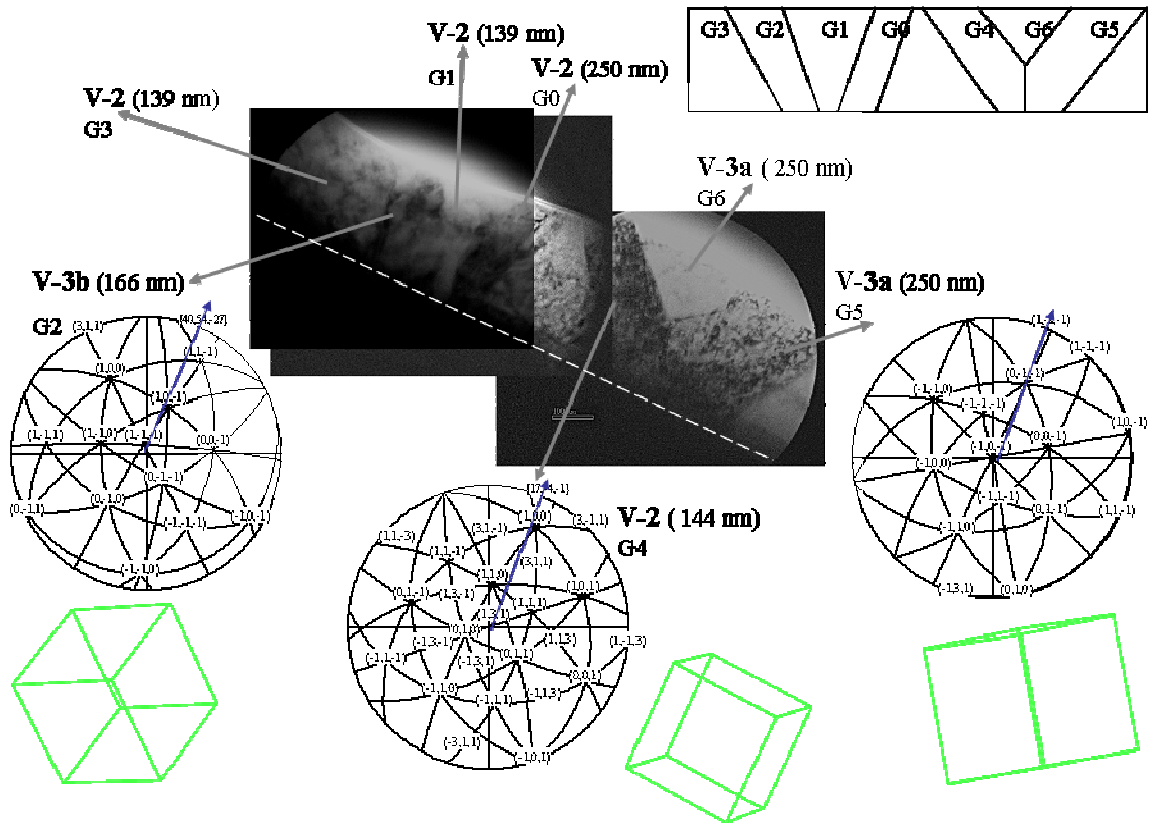 G3 G2 G1 G0 G4 G6 G5
V-2 (139 nm)
G1
V-2 (250 nm)
G0
V-2 (139 nm)
G3
V-3a ( 250 nm)
G6
V-3b (166 nm)
G2
V-3a (250 nm)
G5
V-2 ( 144 nm)
G4
(3,1,1)
(1,1,-1)
(1,0,0)
(1,0,-1)
(1,-1,1) (1,-1,0) (1,-1,-1) (0,0,-1)
(0,-1,-1)
(0,-1,1) (0,-1,0) (-1,-1,-1) (-1,0,-1)
(-1,-1,0)
(1,0,0) (3,-1,1)
(3,1,-1)
(1,1,-3)
(1,1,-1) (3,1,1)
(1,1,0) (1,0,1)
(0,1,-1) (1,3,-1) (1,1,1)
(1,3,1)
(0,1,0)
(-1,3,-1) (1,1,3) (1,-1,3)
(-1,1,-1) (-1,3,1) (0,1,1)
(0,0,1)
(-1,1,0) (-1,1,1) (-1,1,3)
(-3,1,1)
(-1,0,1)
(1,-1,-1)
(0,-1,-1)
(-1,-1,0)
(-1,-1,-1)
(1,0,-1)
(0,0,-1)
(-1,0,-1)
(-1,0,0)
(-1,1,-1)
(0,1,-1) (1,1,-1)
(-1,1,0)
(-1,3,1) (0,1,0)